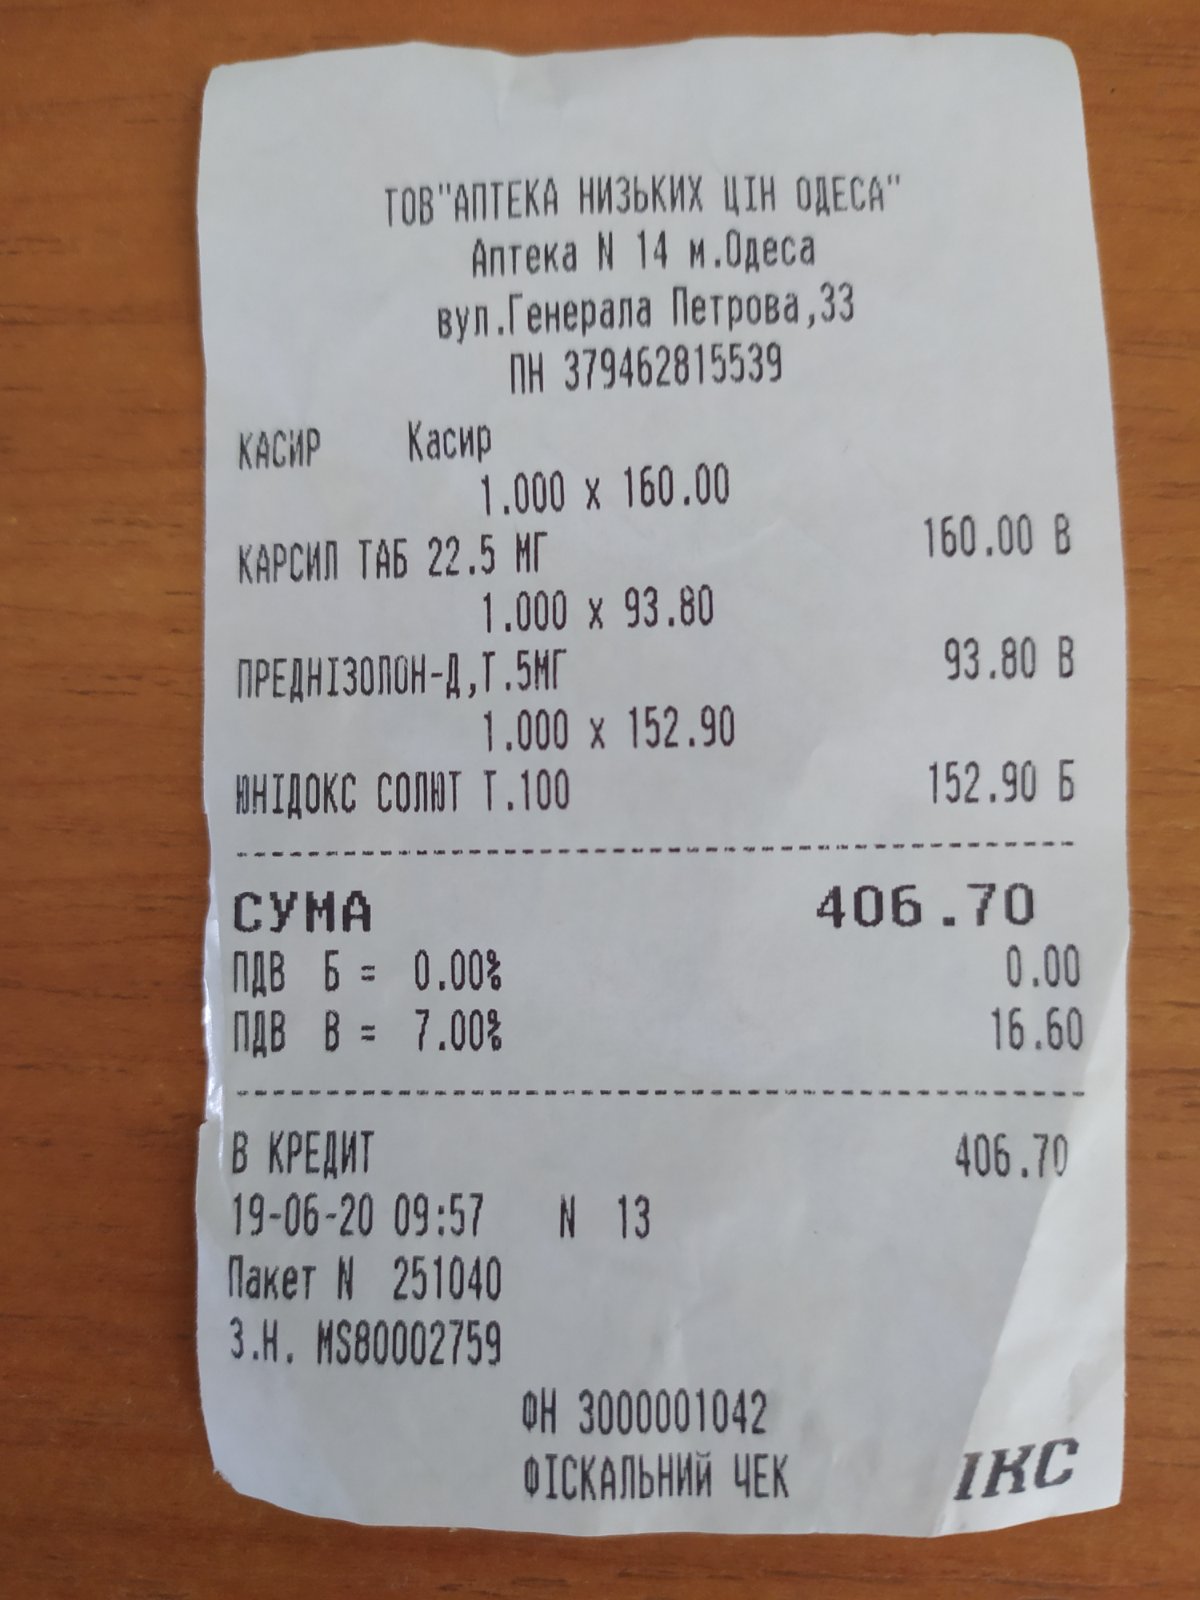 ТОВ"АПТЕКА НИЗЬКИХ ЦІН ОДЕСА"
Аптека N 14 м.Одеса
вул.Генерала Петрова,33
ПН 379462815539
КАСИР Касир
1.000 x 160.00
КАРСИЛ ТАБ 22.5 МГ 160.00 В
1.000 x 93.80
ПРЕДНІЗОЛОН-Д,Т.5МГ 93.80 В
1.000 x 152.90
ЮНІДОКС СОЛЮТ Т.100 152.90 Б
СУМА 406.70
ПДВ Б = 0.00% 0.00
ПДВ В = 7.00% 16.60
В КРЕДИТ 406.70
19-06-20 09:57 N 13
Пакет N 251040
З.Н. MS80002759
ФН 3000001042
ФІСКАЛЬНИЙ ЧЕК ІКС